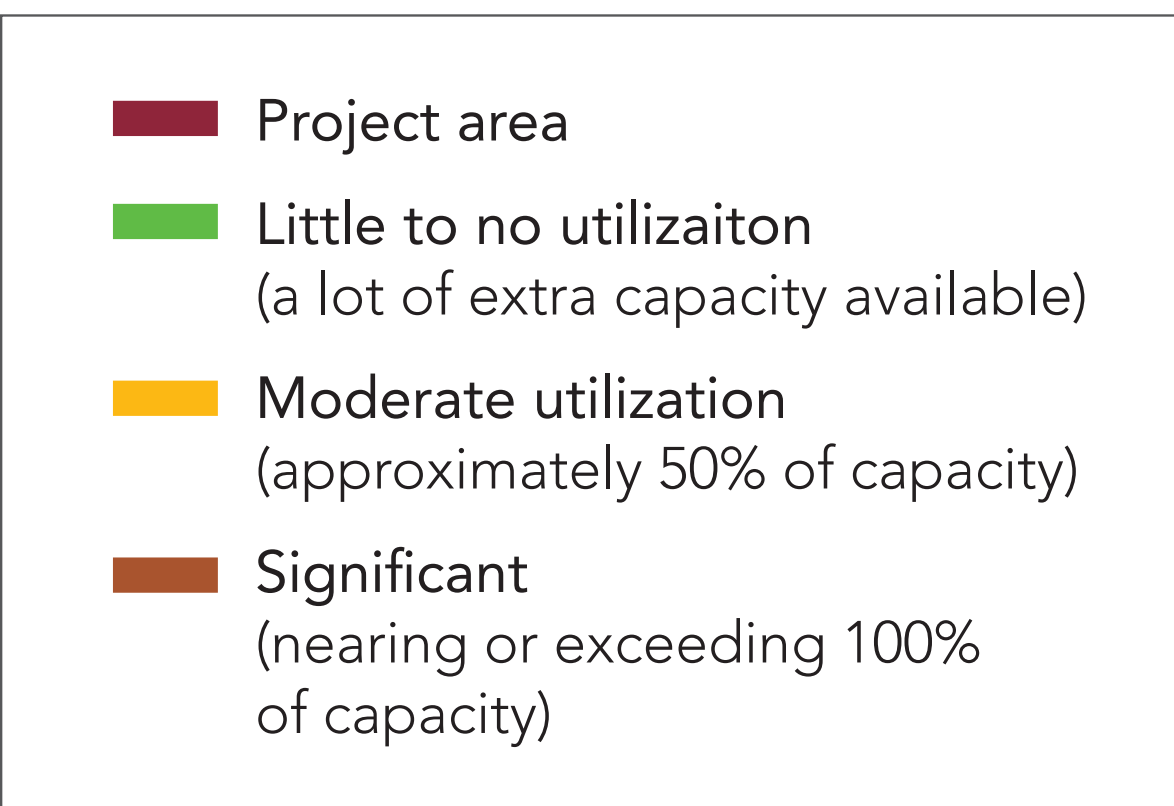 Project area
Little to no utilizaiton
(a lot of extra capacity available)
Moderate utilization
(approximately 50% of capacity)
Significant
(nearing or exceeding 100%
of capacity)